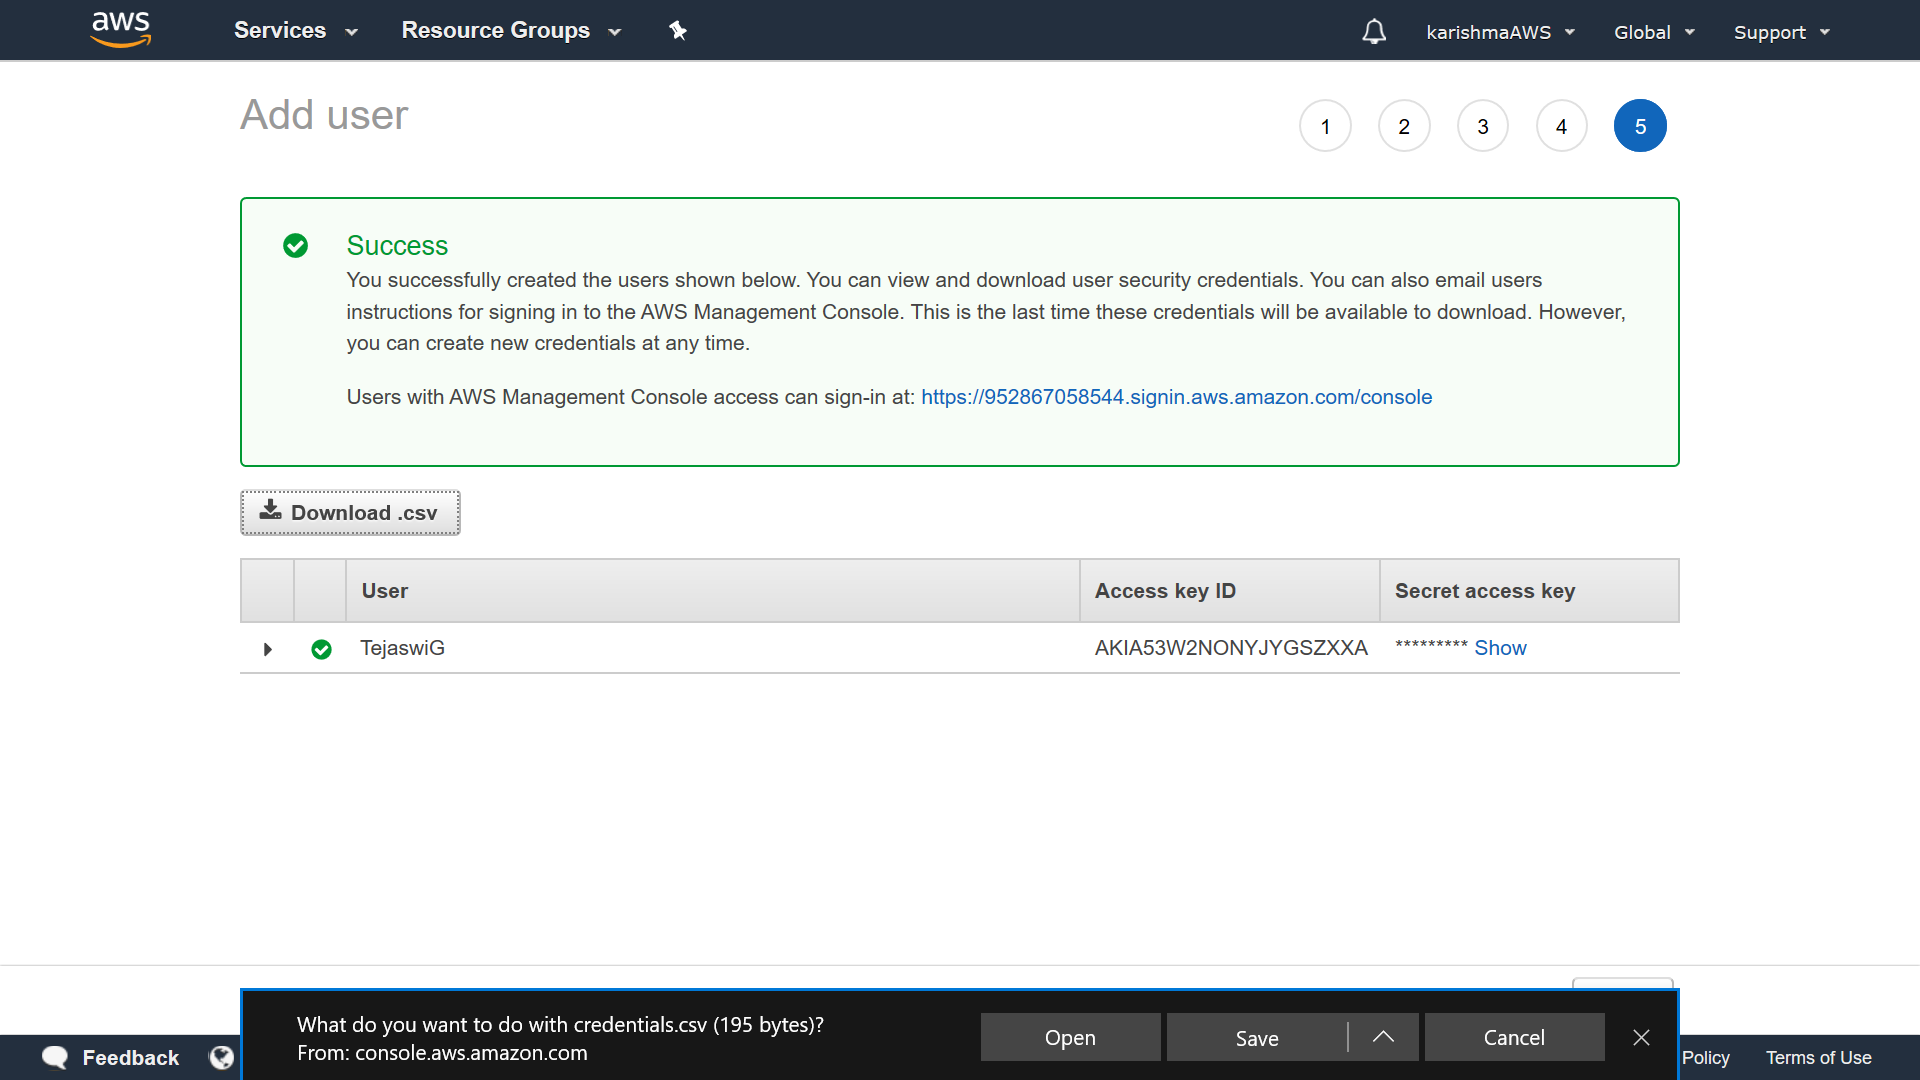 aws Services Resource Groups karishmaAWS Global Support
Add user
1 2 3 4 5
Success
You successfully created the users shown below. You can view and download user security credentials. You can also email users
instructions for signing in to the AWS Management Console. This is the last time these credentials will be available to download. However,
you can create new credentials at any time.
Users with AWS Management Console access can sign-in at: https://952867058544.signin.aws.amazon.com/console
Download .csv
User Access key ID Secret access key
TejaswiG AKIA53W2NONYJYGSZXXA ********* Show
What do you want to do with credentials.csv (195 bytes)?
From: console.aws.amazon.com
Open Save Cancel
Feedback Policy Terms of Use